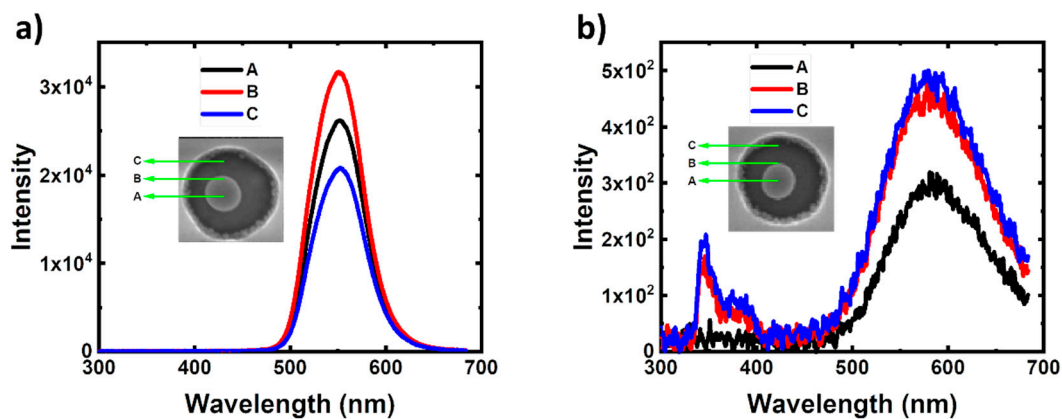 a)
A
B
C
3x10⁴
2x10⁴
1x10⁴
0
Intensity
C
B
A
300 400 500 600 700
Wavelength (nm)
b)
A
B
C
5x10²
4x10²
3x10²
2x10²
1x10²
0
Intensity
C
B
A
300 400 500 600 700
Wavelength (nm)